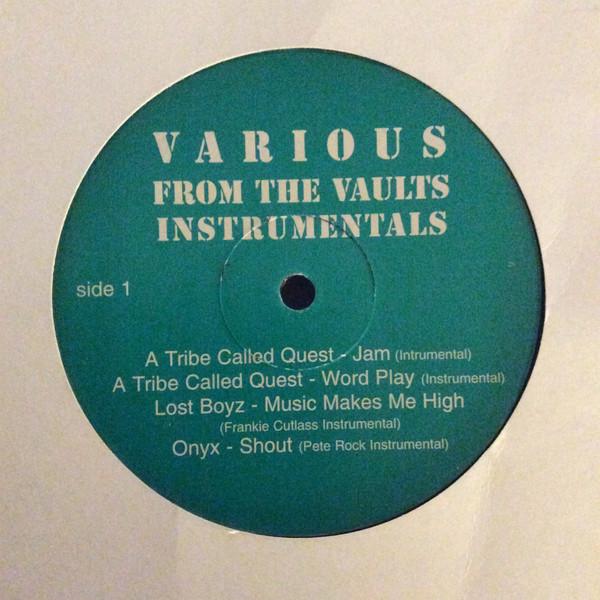 VARIOUS
FROM THE VAULTS
INSTRUMENTALS
side 1
A Tribe Called Quest - Jam (Intrumental)
A Tribe Called Quest - Word Play (Instrumental)
Lost Boyz - Music Makes Me High
(Frankie Cutlass Instrumental)
Onyx - Shout (Pete Rock Instrumental)